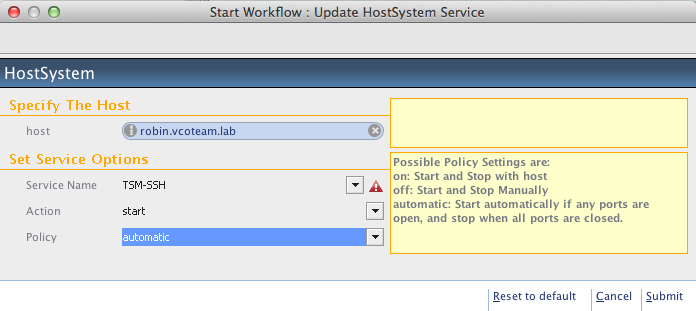 Start Workflow : Update HostSystem Service
HostSystem
Specify The Host
host
robin.vcoteam.lab
Set Service Options
Service Name
TSM-SSH
Action
start
Policy
automatic
Possible Policy Settings are:
on: Start and Stop with host
off: Start and Stop Manually
automatic: Start automatically if any ports are
open, and stop when all ports are closed.
Reset to default
Cancel
Submit